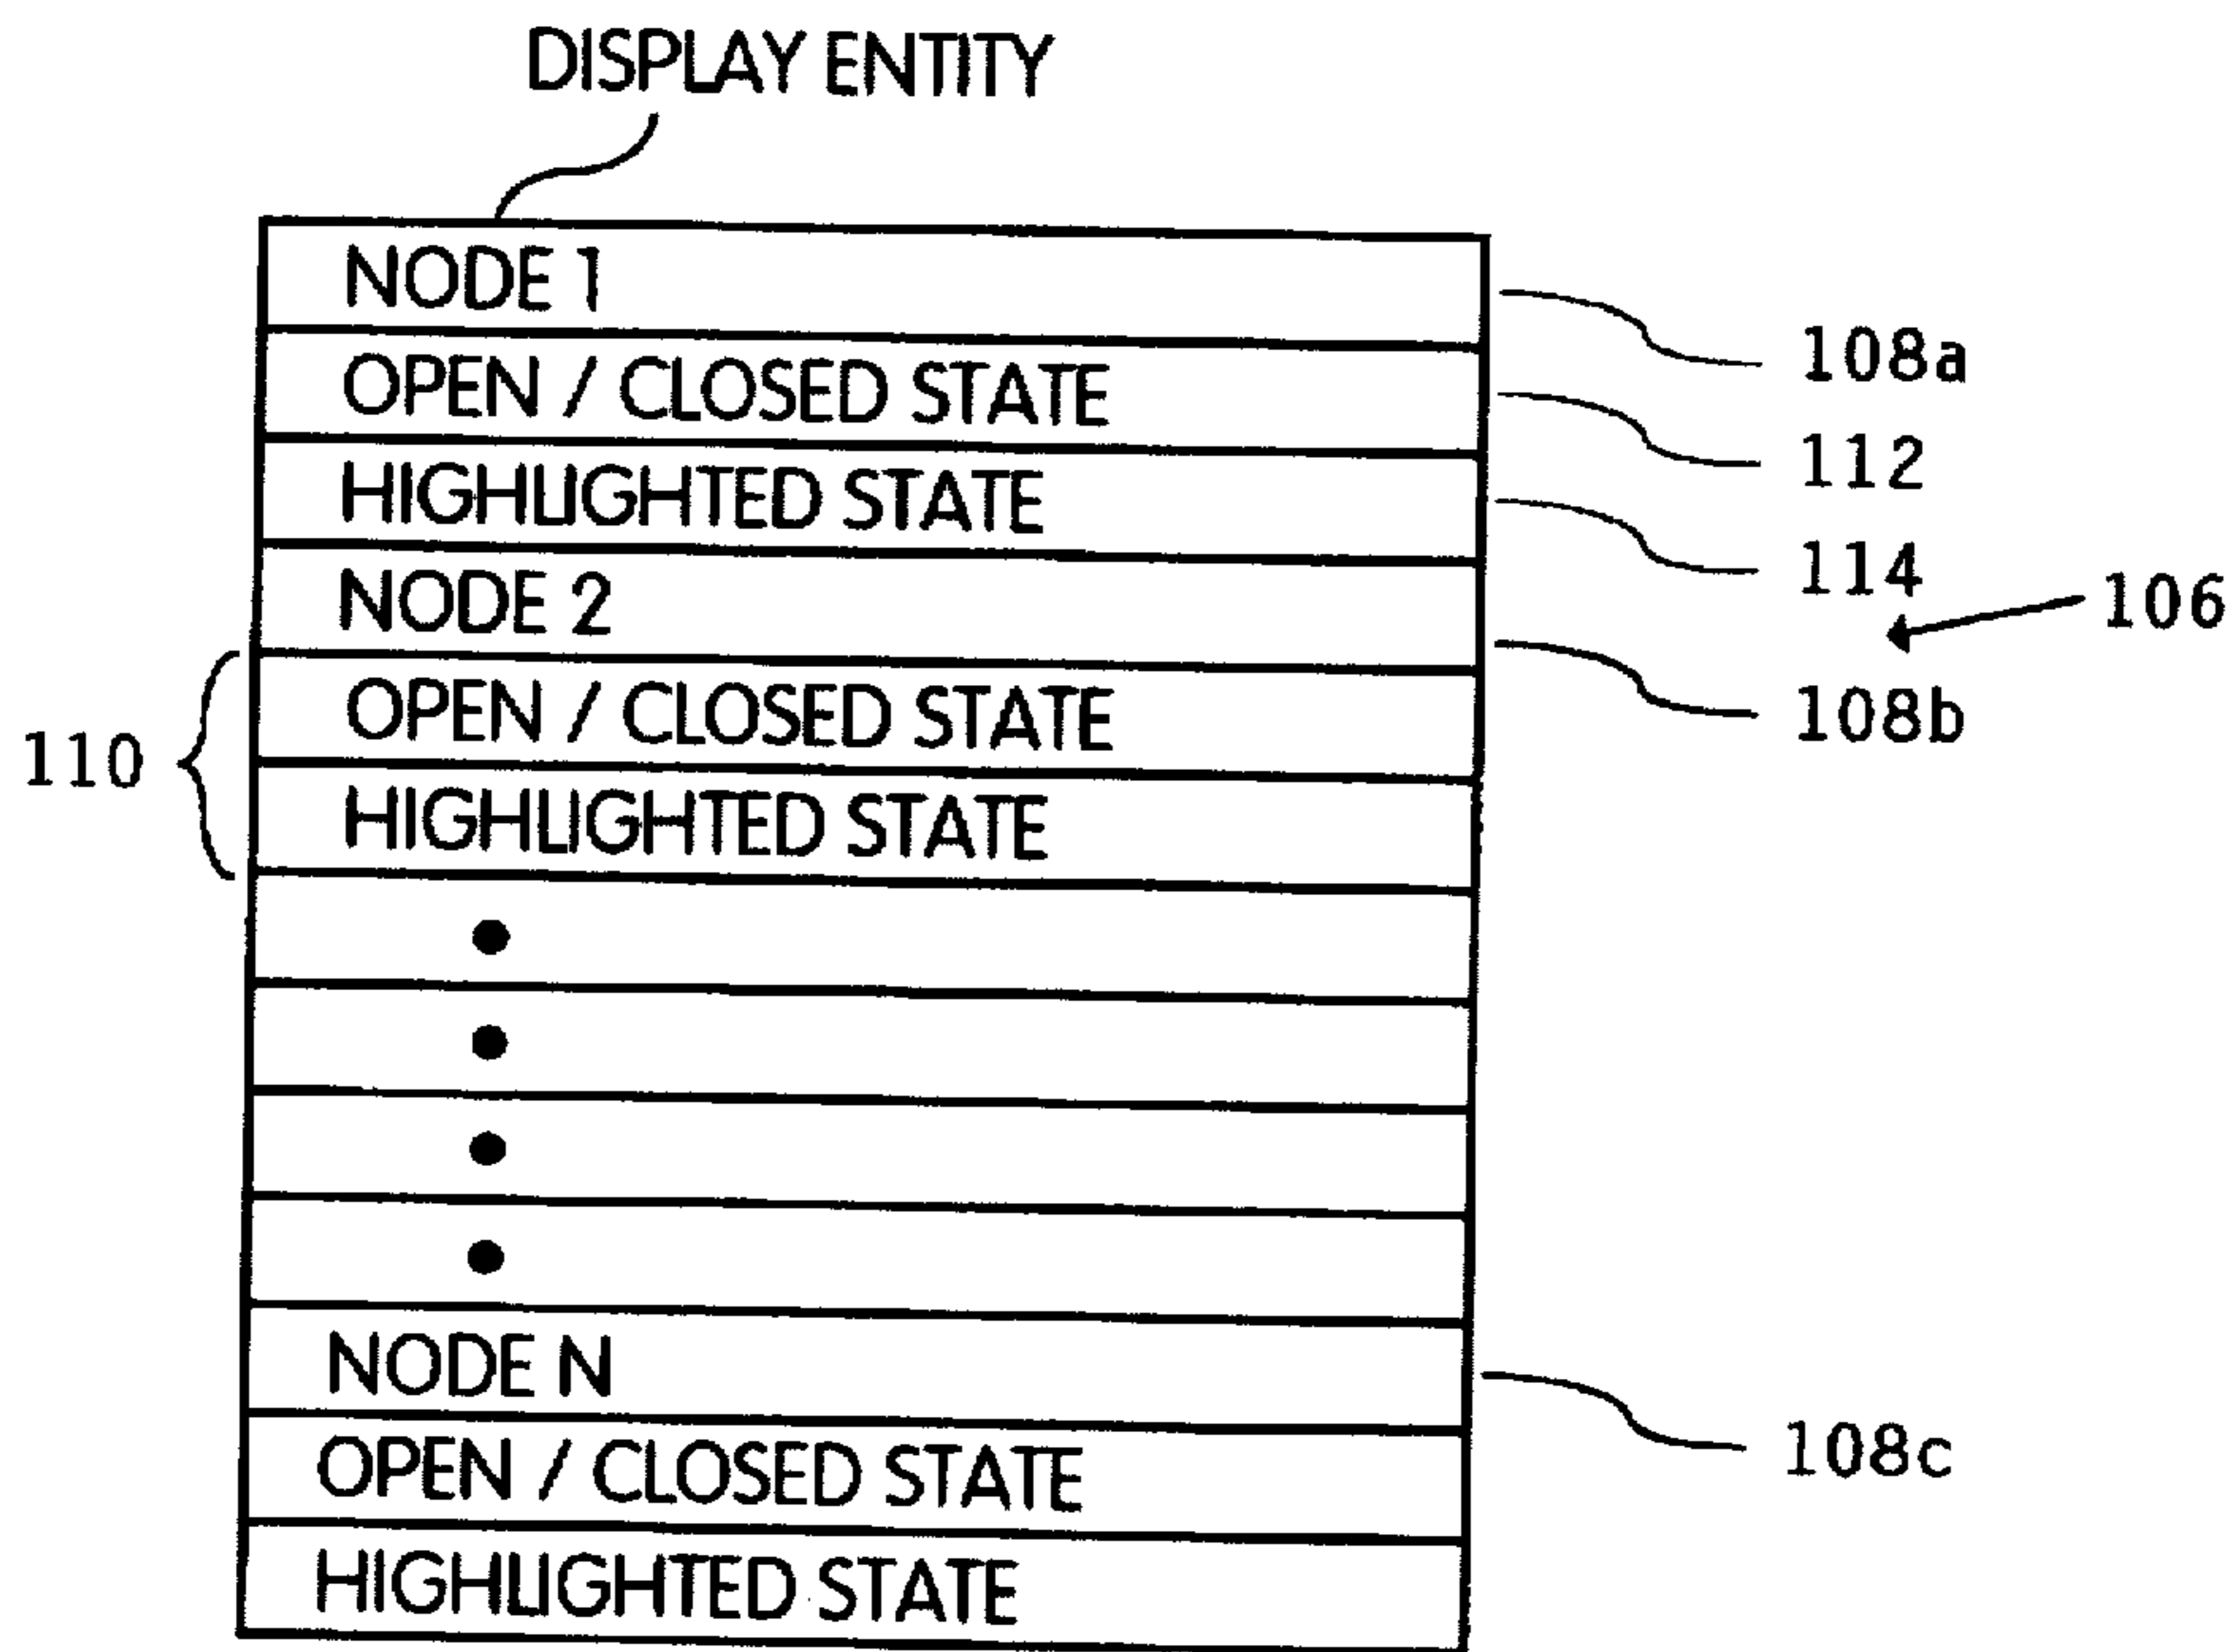 DISPLAY ENTITY
NODE 1
108a
OPEN / CLOSED STATE
112
HIGHLIGHTED STATE
114
NODE 2
106
108b
OPEN / CLOSED STATE
110
HIGHLIGHTED STATE
NODE N
108c
OPEN / CLOSED STATE
HIGHLIGHTED STATE